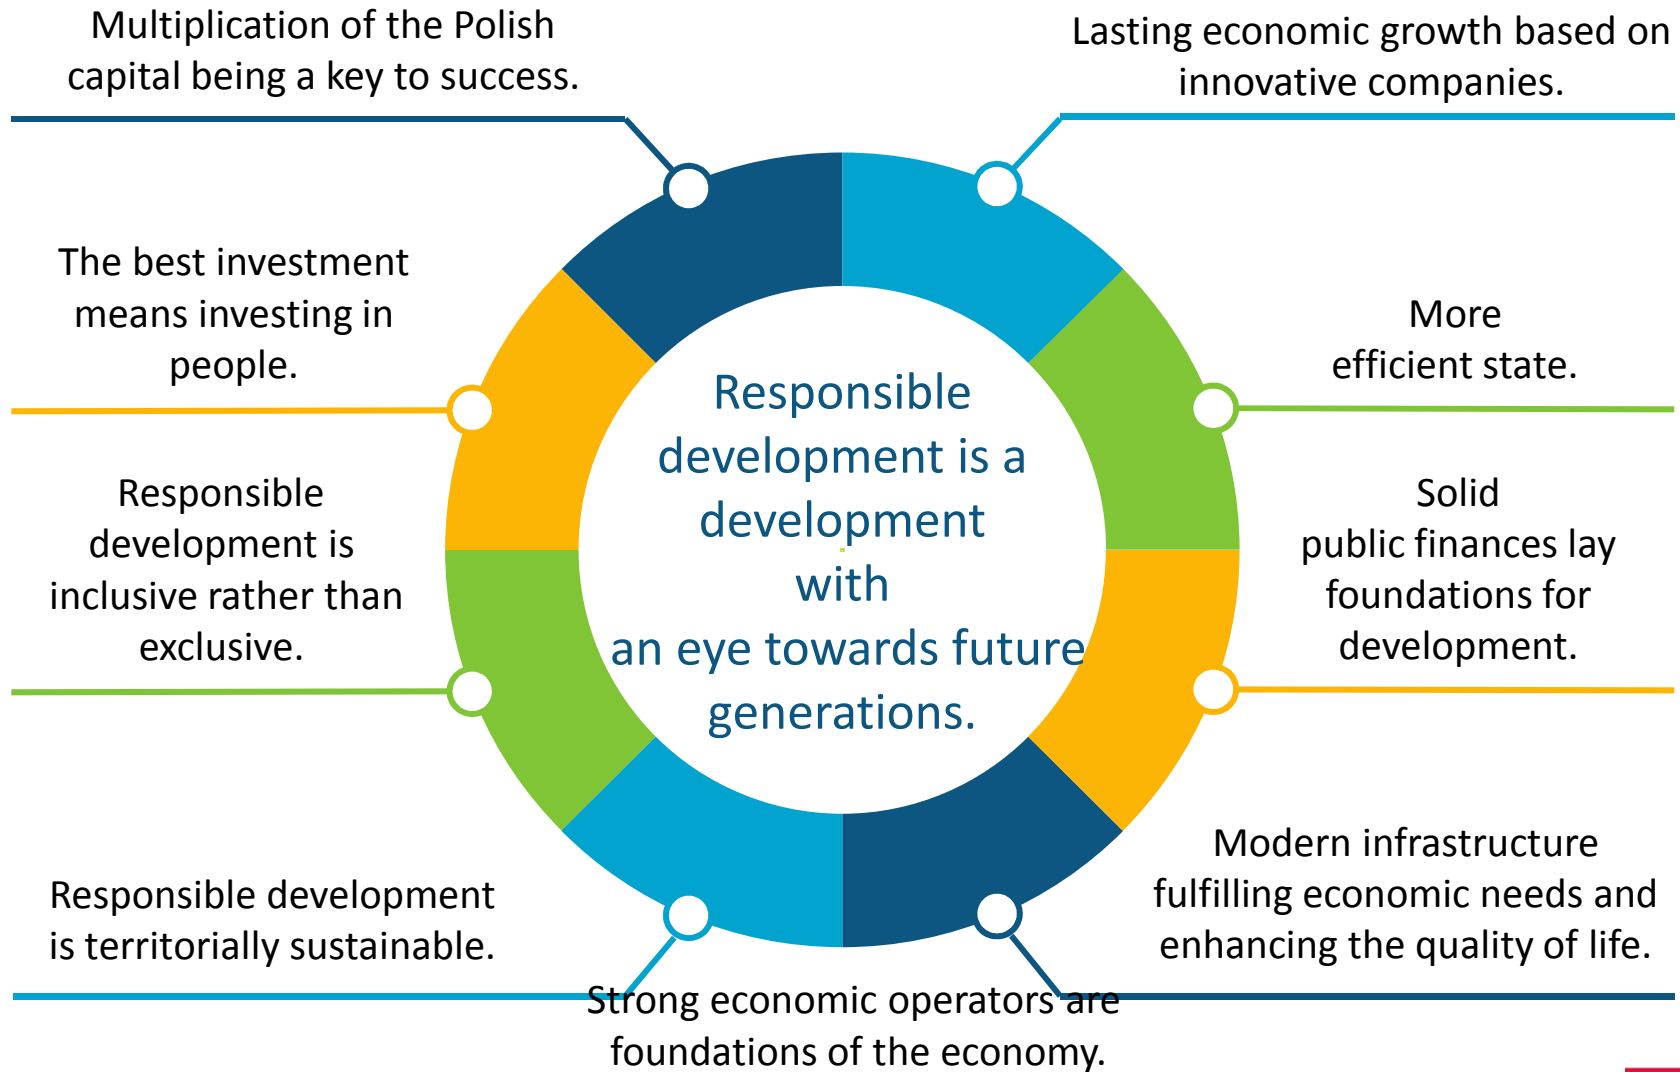 Multiplication of the Polish
capital being a key to success.
Lasting economic growth based on
innovative companies.
The best investment
means investing in
people.
More
efficient state.
Responsible
development is a
development
with
an eye towards future
generations.
Responsible
development is
inclusive rather than
exclusive.
Solid
public finances lay
foundations for
development.
Responsible development
is territorially sustainable.
Modern infrastructure
fulfilling economic needs and
enhancing the quality of life.
Strong economic operators are
foundations of the economy.